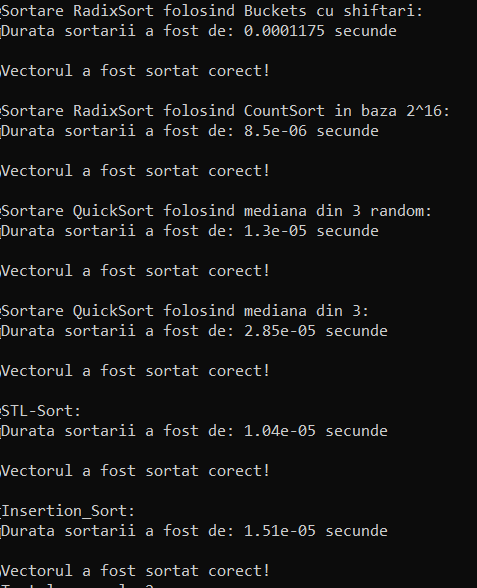 Sortare RadixSort folosind Buckets cu shiftari:
Durata sortarii a fost de: 0.0001175 secunde
Vectorul a fost sortat corect!
Sortare RadixSort folosind CountSort in baza 2^16:
Durata sortarii a fost de: 8.5e-06 secunde
Vectorul a fost sortat corect!
Sortare QuickSort folosind mediana din 3 random:
Durata sortarii a fost de: 1.3e-05 secunde
Vectorul a fost sortat corect!
Sortare QuickSort folosind mediana din 3:
Durata sortarii a fost de: 2.85e-05 secunde
Vectorul a fost sortat corect!
STL-Sort:
Durata sortarii a fost de: 1.04e-05 secunde
Vectorul a fost sortat corect!
Insertion_Sort:
Durata sortarii a fost de: 1.51e-05 secunde
Vectorul a fost sortat corect!